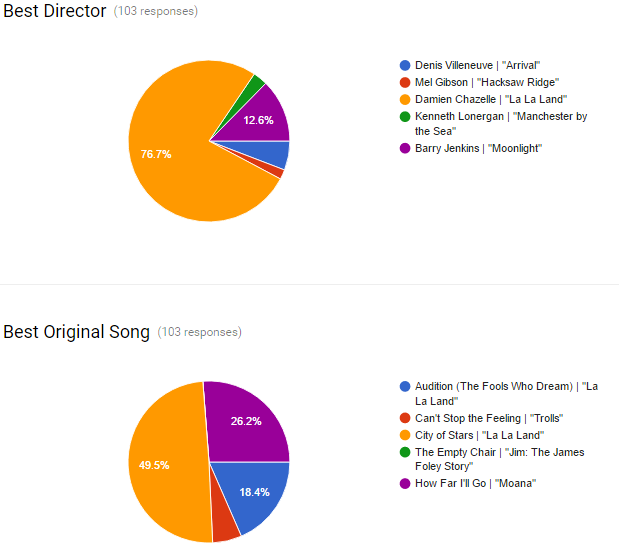 Best Director (103 responses)
Denis Villeneuve | "Arrival"
Mel Gibson | "Hacksaw Ridge"
Damien Chazelle | "La La Land"
Kenneth Lonergan | "Manchester by
the Sea"
Barry Jenkins | "Moonlight"
12.6%
76.7%
Best Original Song (103 responses)
Audition (The Fools Who Dream) | "La
La Land"
Can't Stop the Feeling | "Trolls"
City of Stars | "La La Land"
The Empty Chair | "Jim: The James
Foley Story"
How Far I'll Go | "Moana"
26.2%
49.5%
18.4%